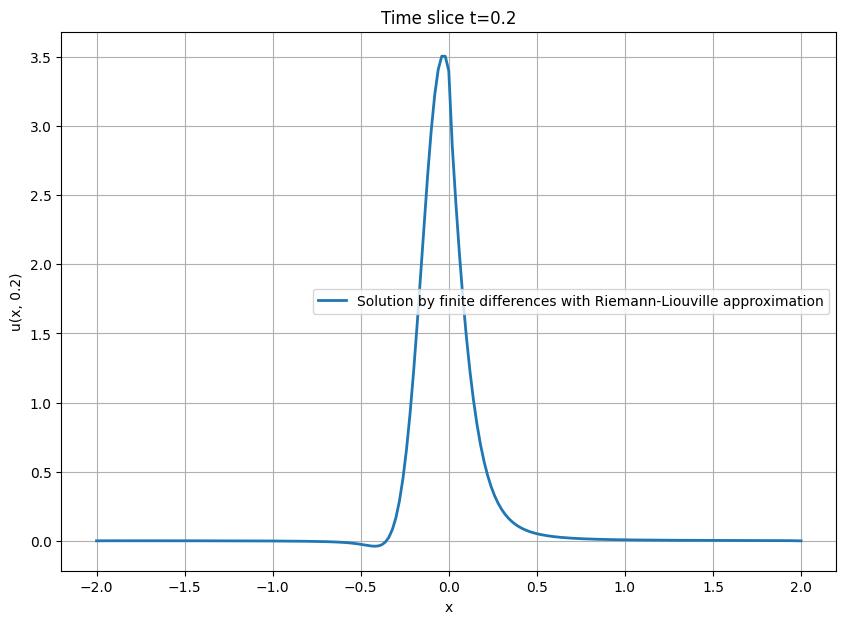 Time slice t=0.2
3.5
3.0
2.5
2.0
1.5
1.0
0.5
0.0
u(x, 0.2)
Solution by finite differences with Riemann-Liouville approximation
−2.0 −1.5 −1.0 −0.5 0.0 0.5 1.0 1.5 2.0
x